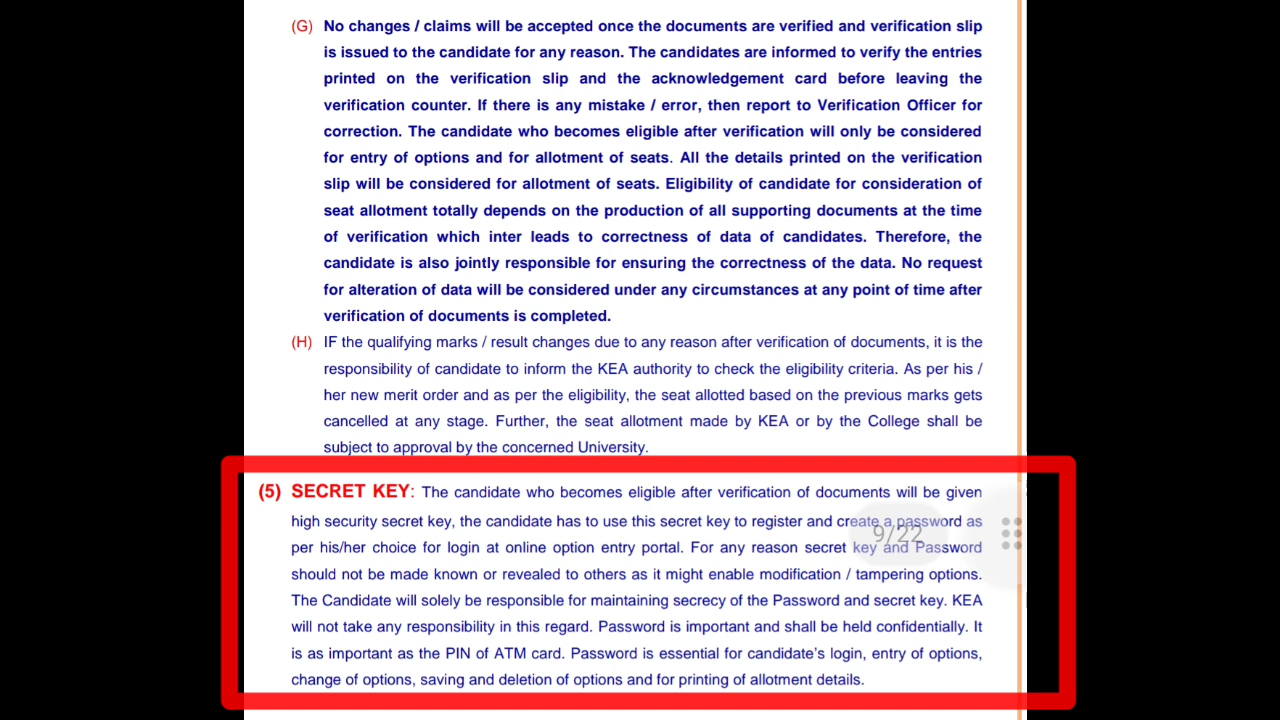 (G) No changes / claims will be accepted once the documents are verified and verification slip
is issued to the candidate for any reason. The candidates are informed to verify the entries
printed on the verification slip and the acknowledgement card before leaving the
verification counter. If there is any mistake / error, then report to Verification Officer for
correction. The candidate who becomes eligible after verification will only be considered
for entry of options and for allotment of seats. All the details printed on the verification
slip will be considered for allotment of seats. Eligibility of candidate for consideration of
seat allotment totally depends on the production of all supporting documents at the time
of verification which inter leads to correctness of data of candidates. Therefore, the
candidate is also jointly responsible for ensuring the correctness of the data. No request
for alteration of data will be considered under any circumstances at any point of time after
verification of documents is completed.
(H) IF the qualifying marks / result changes due to any reason after verification of documents, it is the
responsibility of candidate to inform the KEA authority to check the eligibility criteria. As per his /
her new merit order and as per the eligibility, the seat allotted based on the previous marks gets
cancelled at any stage. Further, the seat allotment made by KEA or by the College shall be
subject to approval by the concerned University.
(5) SECRET KEY: The candidate who becomes eligible after verification of documents will be given
high security secret key, the candidate has to use this secret key to register and create a password as
9/22
per his/her choice for login at online option entry portal. For any reason secret key and Password
should not be made known or revealed to others as it might enable modification / tampering options.
The Candidate will solely be responsible for maintaining secrecy of the Password and secret key. KEA
will not take any responsibility in this regard. Password is important and shall be held confidentially. It
is as important as the PIN of ATM card. Password is essential for candidate's login, entry of options,
change of options, saving and deletion of options and for printing of allotment details.